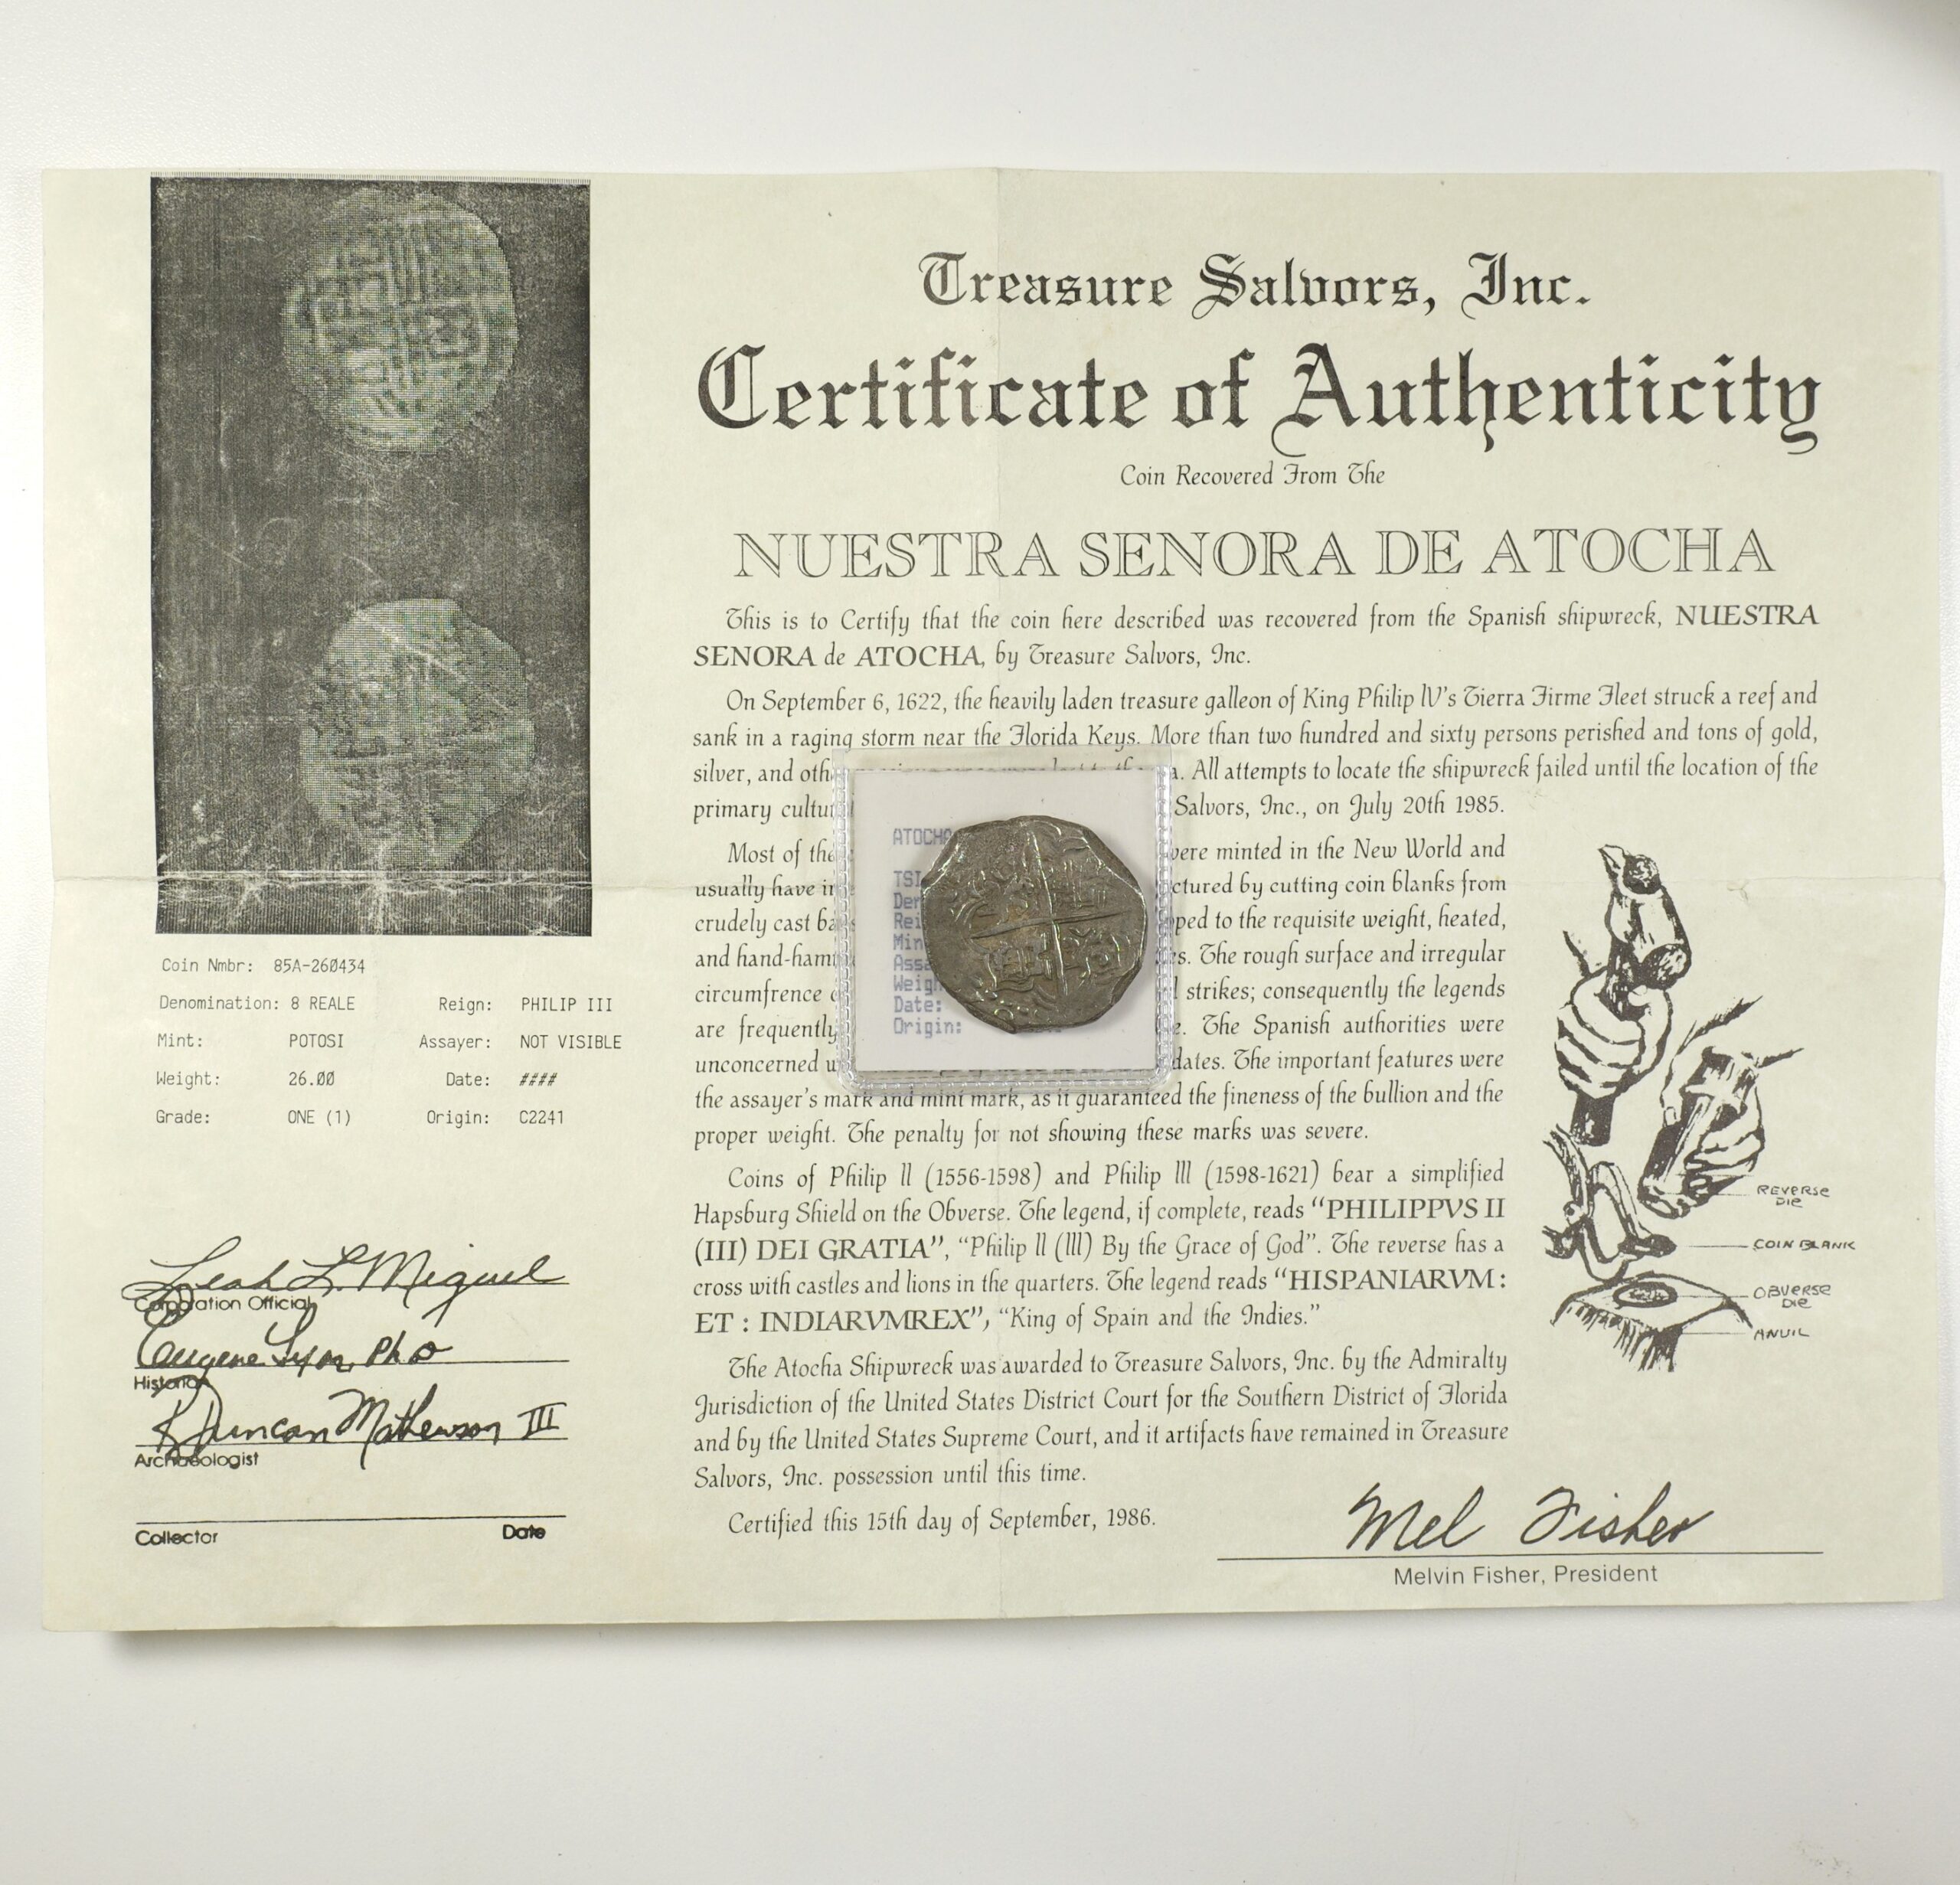 Treasure Salvors, Inc.
Certificate of Authenticity
Coin Recovered From The
NUESTRA SENORA DE ATOCHA
This is to Certify that the coin here described was recovered from the Spanish shipwreck, NUESTRA
SENORA de ATOCHA, by Treasure Salvors, Inc.
On September 6, 1622, the heavily laden treasure galleon of King Philip IV's Tierra Firme Fleet struck a reef and
sank in a raging storm near the Florida Keys. More than two hundred and sixty persons perished and tons of gold,
silver, and All attempts to locate the shipwreck failed until the location of the
primary Salvors, Inc., on July 20th 1985.
Most of the were minted in the New World and
usually have by cutting coin blanks from
crudely cast to the requisite weight, heated,
and The rough surface and irregular
circumfrence strikes; consequently the legends
are frequently The Spanish authorities were
unconcerned dates. The important features were
the assayer's mark and mint mark, as it guaranteed the fineness of the bullion and the
proper weight. The penalty for not showing these marks was severe.
Coins of Philip II (1556-1598) and Philip III (1598-1621) bear a simplified
Hapsburg Shield on the Obverse. The legend, if complete, reads "PHILIPPVS II
(III) DEI GRATIA", "Philip II (III) By the Grace of God". The reverse has a
cross with castles and lions in the quarters. The legend reads "HISPANIARVM :
ET : INDIARVMREX", "King of Spain and the Indies."
The Atocha Shipwreck was awarded to Treasure Salvors, Inc. by the Admiralty
Jurisdiction of the United States District Court for the Southern District of Florida
and by the United States Supreme Court, and it artifacts have remained in Treasure
Salvors, Inc. possession until this time.
Certified this 15th day of September, 1986.
Mel Fisher
Melvin Fisher, President
ATOCHA
TSI
Date:
Origin:
REVERSE
DIE
COIN BLANK
OBVERSE
DIE
ANVIL
Coin Nmbr: 85A-260434
Denomination: 8 REALE Reign: PHILIP III
Mint: POTOSI Assayer: NOT VISIBLE
Weight: 26.00 Date: ####
Grade: ONE (1) Origin: C2241
Leah L. Miguel
Corporation Official
Eugene Lyon, PhD
Historian
R Duncan Mathewson III
Archaeologist
Collector Date